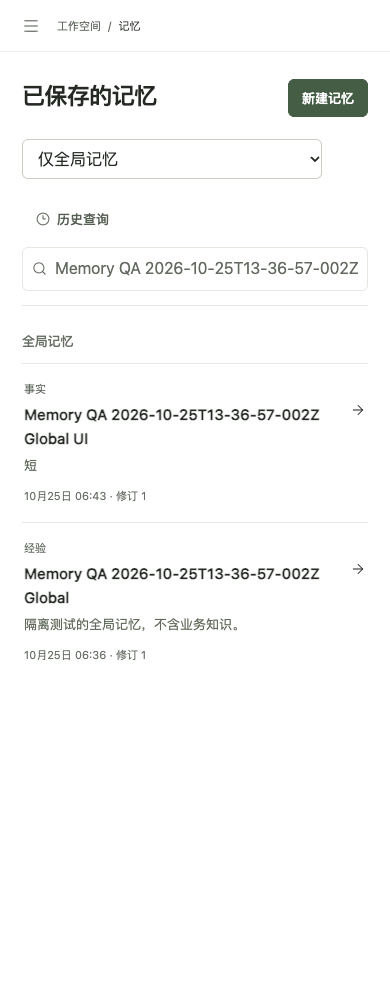 工作空间 / 记忆
已保存的记忆
新建记忆
仅全局记忆
历史查询
Memory QA 2026-10-25T13-36-57-002Z
全局记忆
事实
Memory QA 2026-10-25T13-36-57-002Z
Global UI
短
10月25日 06:43 · 修订 1
经验
Memory QA 2026-10-25T13-36-57-002Z
Global
隔离测试的全局记忆，不含业务知识。
10月25日 06:36 · 修订 1